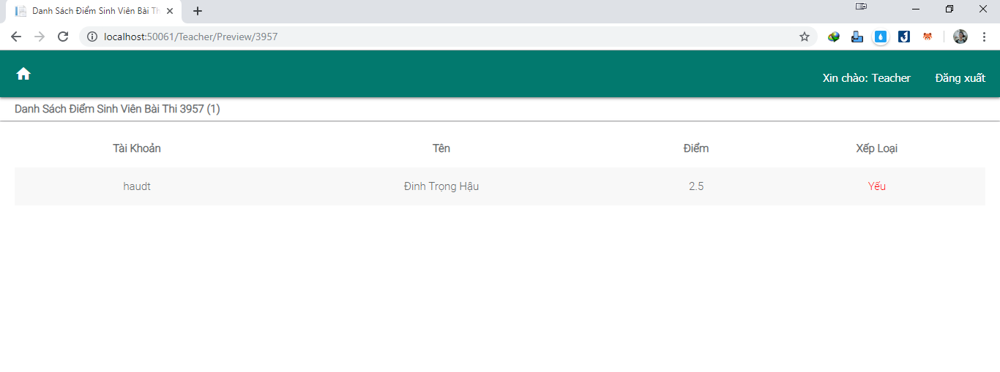 Danh Sách Điểm Sinh Viên Bài Th
localhost:50061/Teacher/Preview/3957
Xin chào: Teacher Đăng xuất
Danh Sách Điểm Sinh Viên Bài Thi 3957 (1)
Tài Khoản Tên Điểm Xếp Loại
haudt Đinh Trọng Hậu 2.5 Yếu